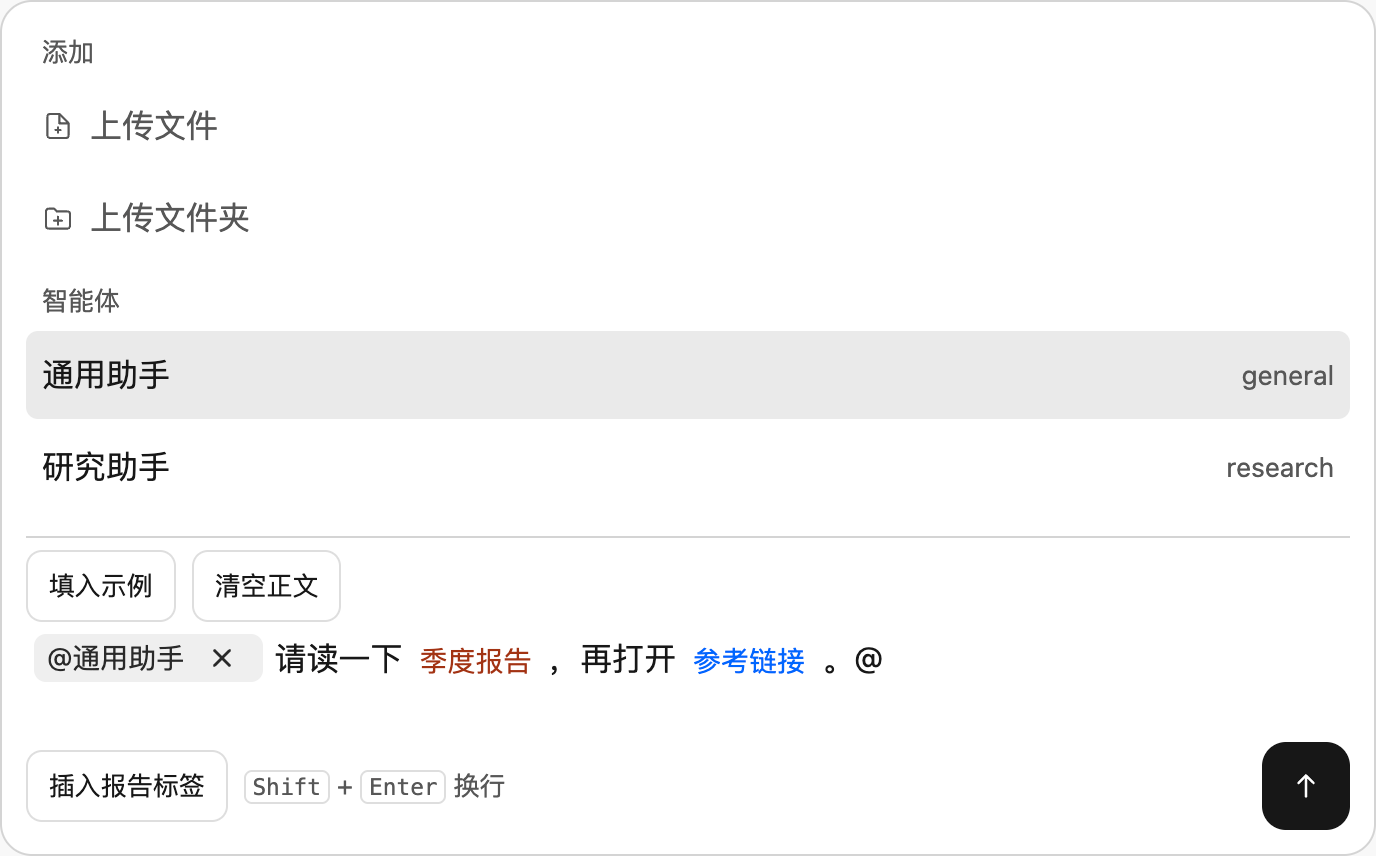 添加
上传文件
上传文件夹
智能体
通用助手 general
研究助手 research
填入示例 清空正文
@通用助手 ✕ 请读一下 季度报告 ，再打开 参考链接 。@
插入报告标签 Shift + Enter 换行